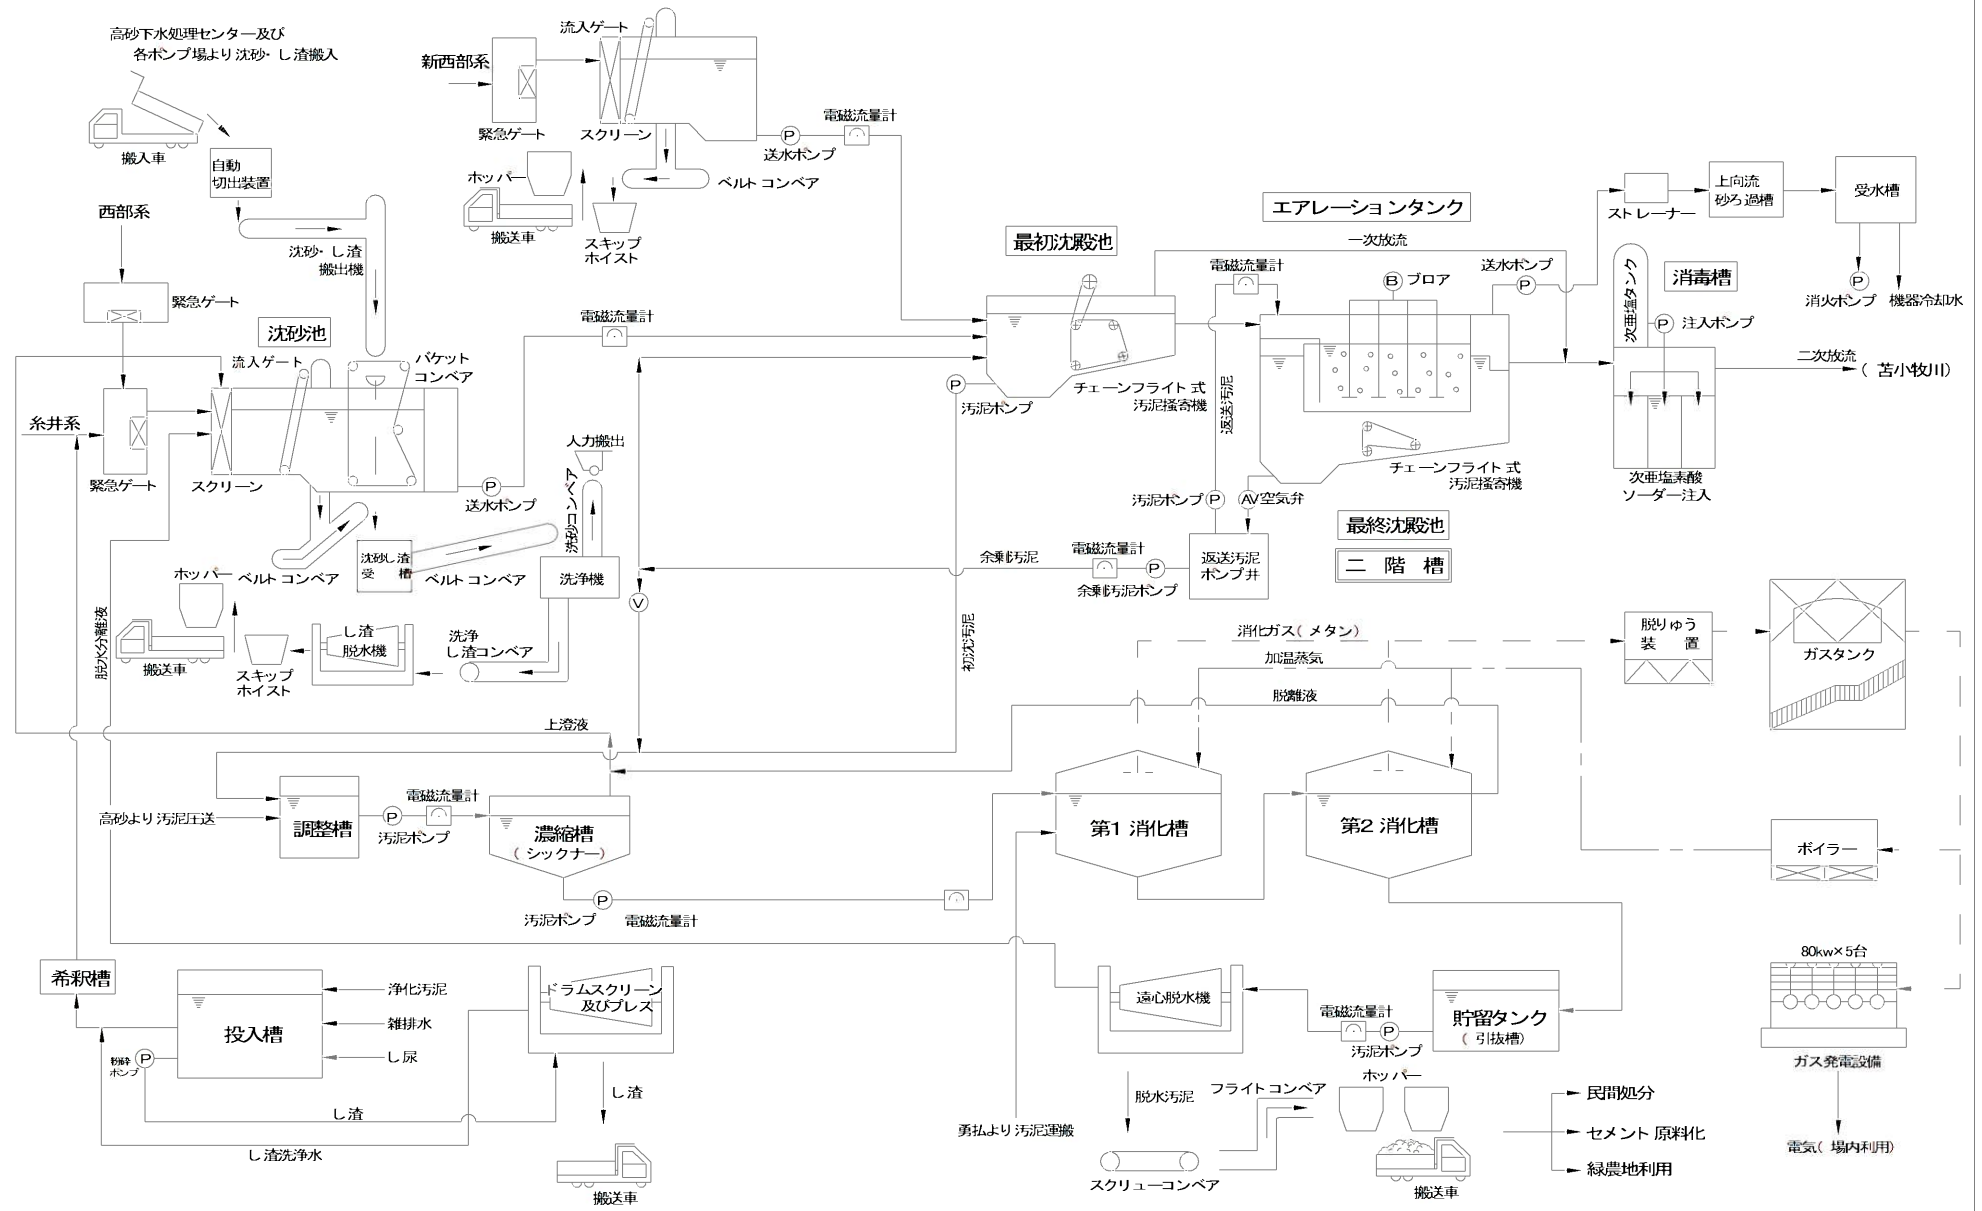 高砂下水処理センター及び
各ポンプ場より沈砂・し渣搬入
搬入車
自動
切出装置
西部系
沈砂・し渣
搬出機
緊急ゲート
新西部系
緊急ゲート
流入ゲート
スクリーン
ホッパー
搬送車
スキップ
ホイスト
ベルトコンベア
送水ポンプ
P
電磁流量計
沈砂池
流入ゲート
バケット
コンベア
糸井系
緊急ゲート
スクリーン
P
送水ポンプ
電磁流量計
人力搬出
洗砂コンベア
ベルトコンベア
沈砂し渣
受 槽
ベルトコンベア
洗浄機
ホッパー
搬送車
スキップ
ホイスト
し渣
脱水機
洗浄
し渣コンベア
脱水分離液
V
最初沈殿池
P
汚泥ポンプ
チェーンフライト式
汚泥掻寄機
エアレーションタンク
一次放流
電磁流量計
B ブロア
送水ポンプ
P
返送汚泥
チェーンフライト式
汚泥掻寄機
汚泥ポンプ P
AV 空気弁
最終沈殿池
二 階 槽
返送汚泥
ポンプ井
余剰汚泥
電磁流量計
P
余剰汚泥ポンプ
初沈汚泥
ストレーナー
上向流
砂ろ過槽
受水槽
P
消火ポンプ
機器冷却水
次亜塩タンク
消毒槽
P 注入ポンプ
二次放流
(苫小牧川)
次亜塩素酸
ソーダー注入
消化ガス(メタン)
加温蒸気
脱離液
脱りゅう
装 置
ガスタンク
上澄液
高砂より汚泥圧送
調整槽
P
汚泥ポンプ
電磁流量計
濃縮槽
(シックナー)
P
汚泥ポンプ
電磁流量計
第1消化槽
第2消化槽
ボイラー
80kw×5台
ガス発電設備
電気(場内利用)
希釈槽
投入槽
浄化汚泥
雑排水
し尿
粉砕
ポンプ
P
し渣
し渣洗浄水
ドラムスクリーン
及びプレス
し渣
搬送車
勇払より汚泥運搬
遠心脱水機
電磁流量計
P
汚泥ポンプ
貯留タンク
(引抜槽)
脱水汚泥
スクリューコンベア
フライトコンベア
ホッパー
搬送車
民間処分
セメント原料化
緑農地利用